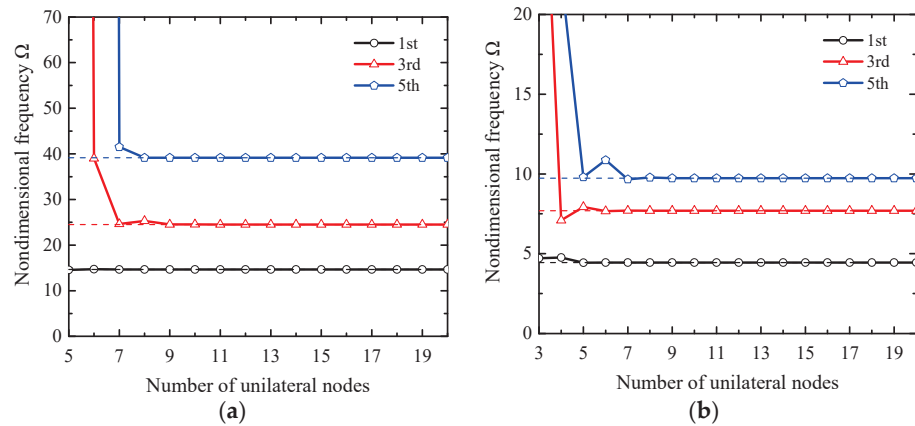 Nondimensional frequency Ω
70
60
50
40
30
20
10
0
5 7 9 11 13 15 17 19
Number of unilateral nodes
1st
3rd
5th
(a)
Nondimensional frequency Ω
20
15
10
5
0
3 5 7 9 11 13 15 17 19
Number of unilateral nodes
1st
3rd
5th
(b)